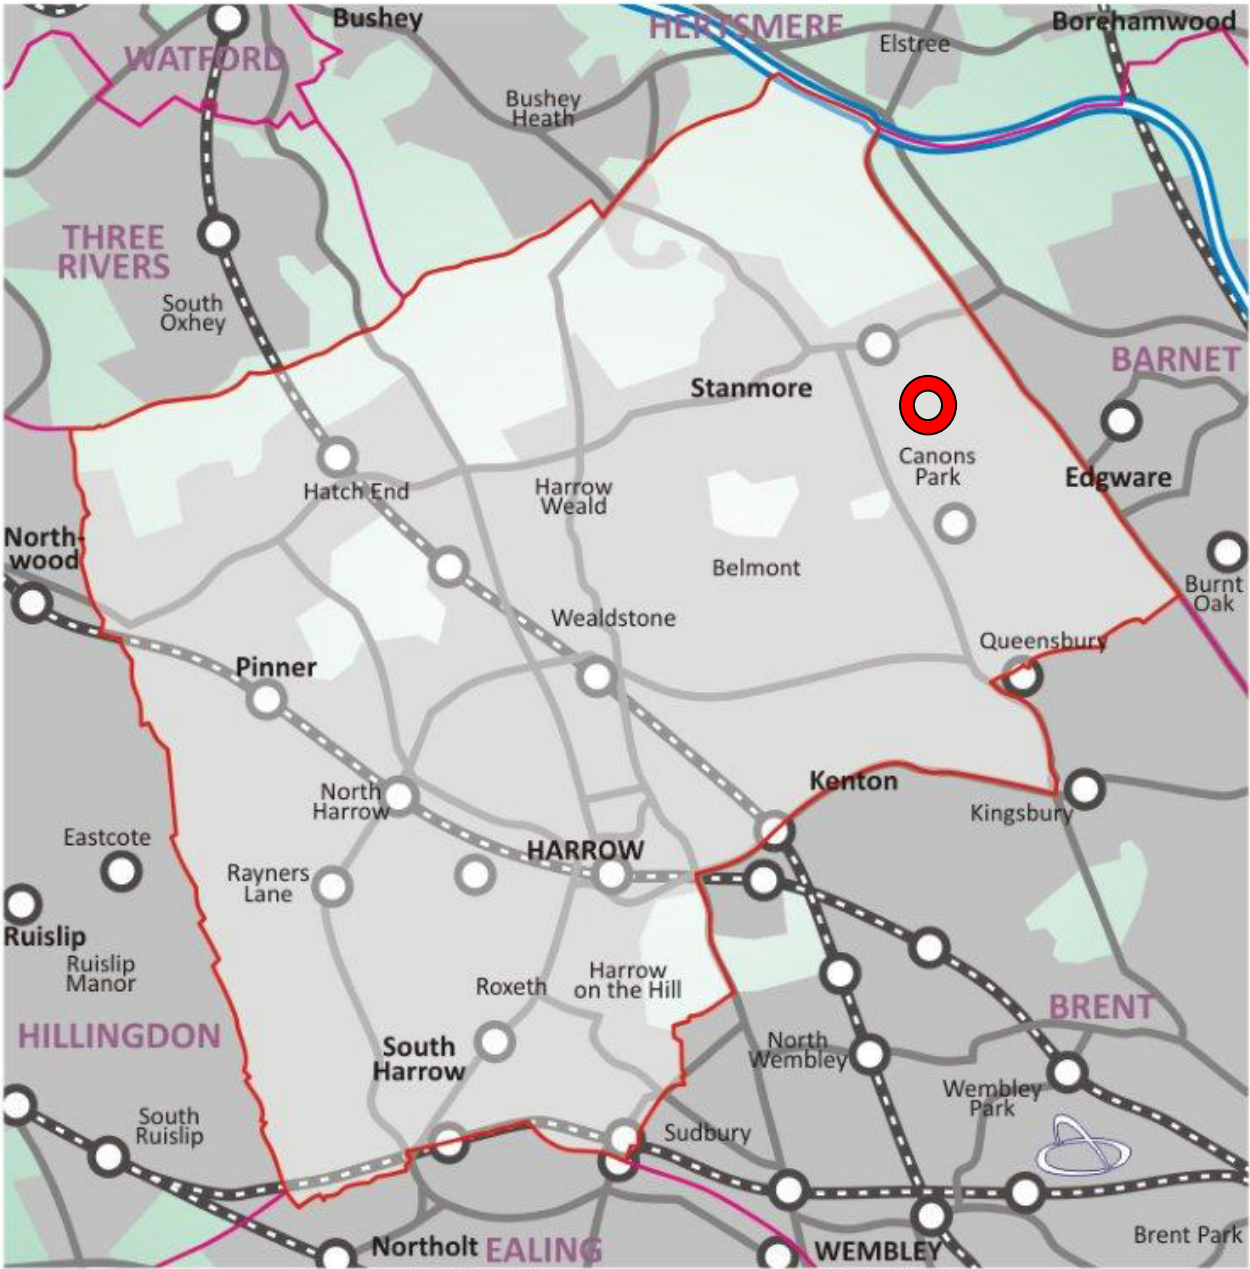 Bushey
HERTSMERE
Borehamwood
WATFORD
Elstree
Bushey
Heath
THREE
RIVERS
South
Oxhey
BARNET
Stanmore
Canons
Park
Edgware
Hatch End
Harrow
Weald
North-
wood
Belmont
Burnt
Oak
Wealdstone
Queensbury
Pinner
Kenton
North
Harrow
Kingsbury
Eastcote
HARROW
Rayners
Lane
Ruislip
Ruislip
Manor
Roxeth
Harrow
on the Hill
HILLINGDON
BRENT
South
Harrow
North
Wembley
Wembley
Park
South
Ruislip
Sudbury
Brent Park
Northolt
EALING
WEMBLEY